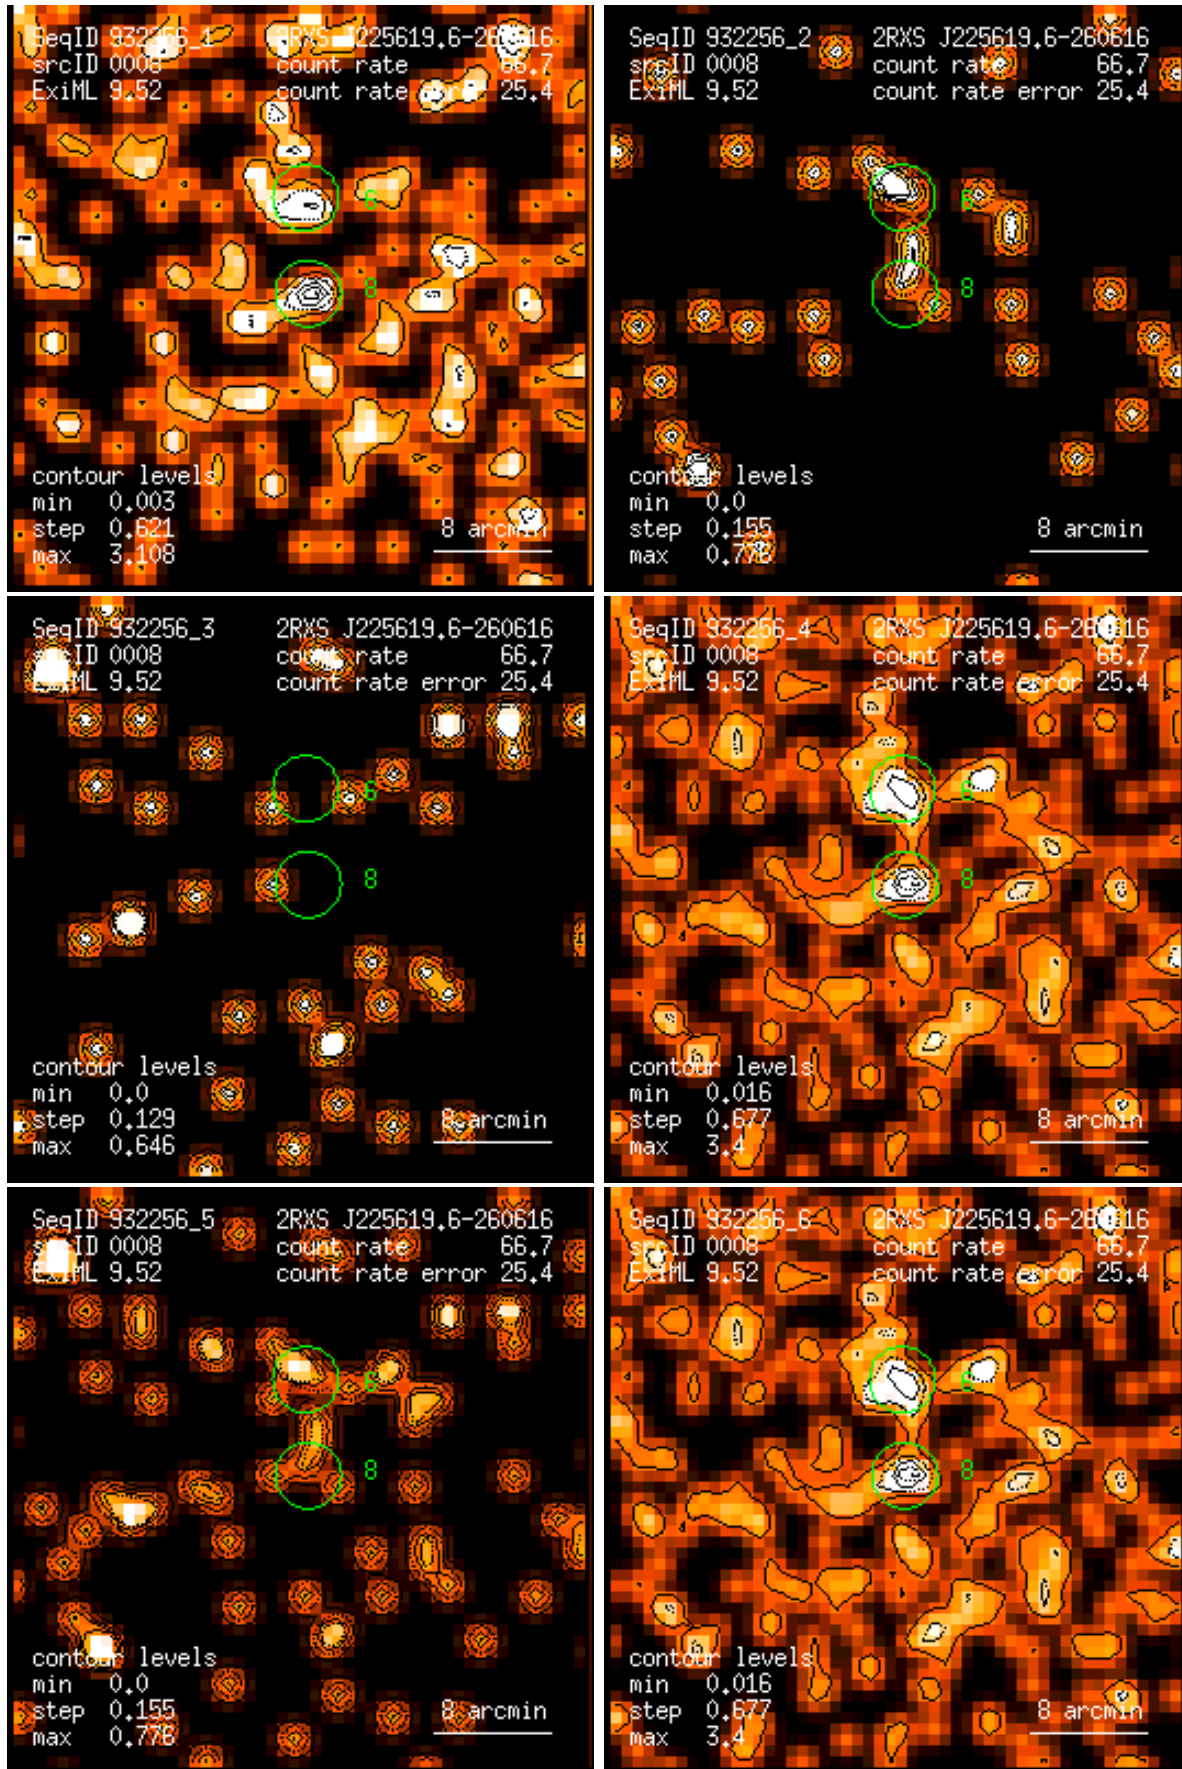 SeqID 932256_1 2RXS J225619.6-260616
srcID 0008 count rate 66.7
ExiML 9.52 count rate error 25.4
6
8
contour levels
min 0.003
step 0.621 8 arcmin
max 3.108
SeqID 932256_2 2RXS J225619.6-260616
srcID 0008 count rate 66.7
ExiML 9.52 count rate error 25.4
6
8
contour levels
min 0.0
step 0.155 8 arcmin
max 0.776
SeqID 932256_3 2RXS J225619.6-260616
srcID 0008 count rate 66.7
ExiML 9.52 count rate error 25.4
6
8
contour levels
min 0.0
step 0.129 8 arcmin
max 0.646
SeqID 932256_4 2RXS J225619.6-260616
srcID 0008 count rate 66.7
ExiML 9.52 count rate error 25.4
6
8
contour levels
min 0.016
step 0.677 8 arcmin
max 3.4
SeqID 932256_5 2RXS J225619.6-260616
srcID 0008 count rate 66.7
ExiML 9.52 count rate error 25.4
6
8
contour levels
min 0.0
step 0.155 8 arcmin
max 0.776
SeqID 932256_6 2RXS J225619.6-260616
srcID 0008 count rate 66.7
ExiML 9.52 count rate error 25.4
6
8
contour levels
min 0.016
step 0.677 8 arcmin
max 3.4